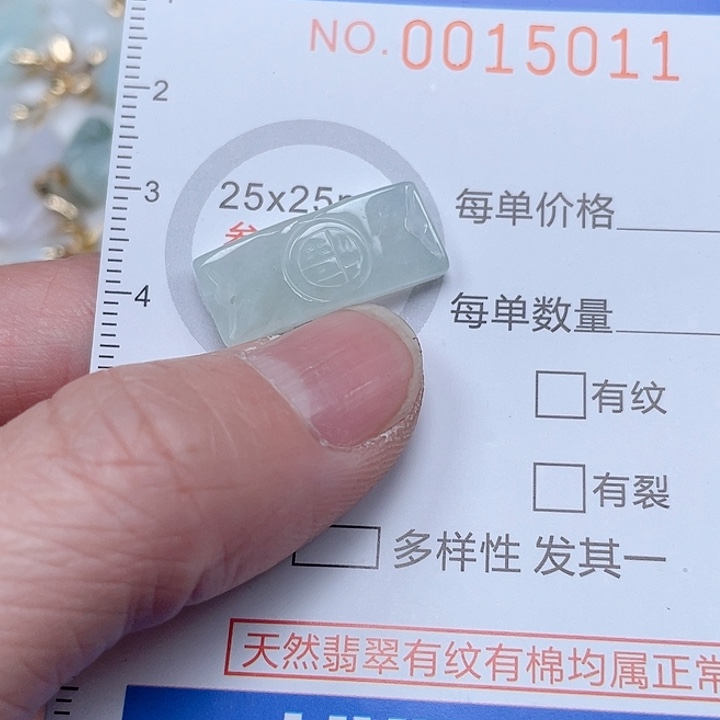 NO. 0015011
2
3
25x25
每单价格
4
每单数量
有纹
有裂
多样性 发其一
天然翡翠有纹有棉均属正常